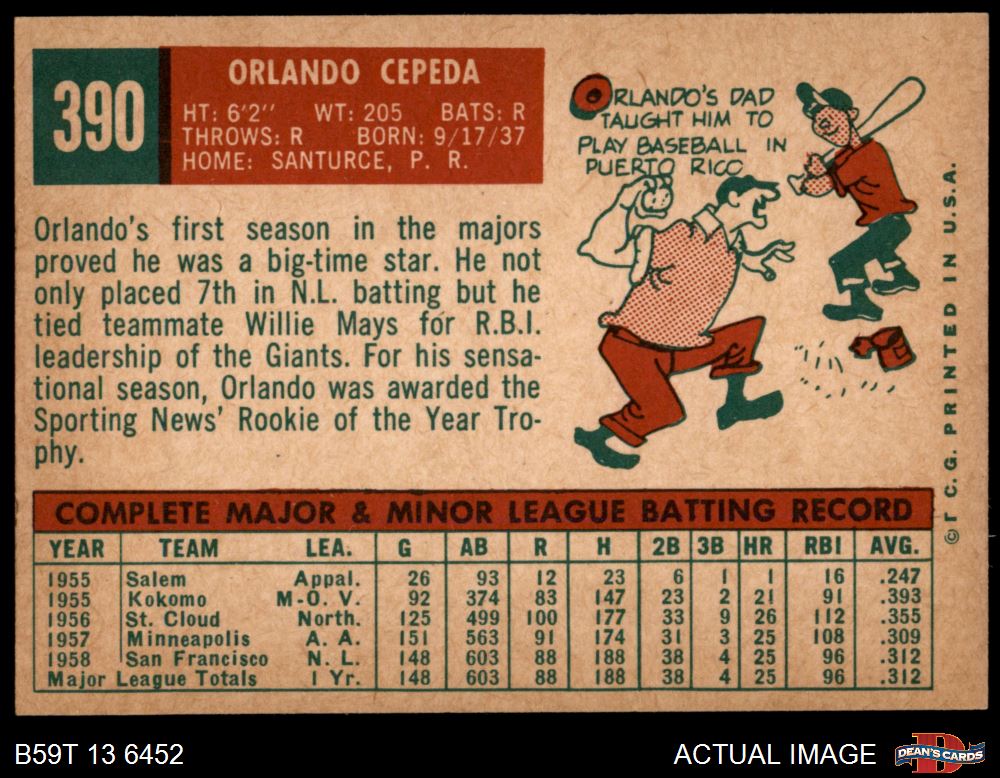 390
ORLANDO CEPEDA
HT: 6'2" WT: 205 BATS: R
THROWS: R BORN: 9/17/37
HOME: SANTURCE, P. R.
ORLANDO'S DAD
TAUGHT HIM TO
PLAY BASEBALL IN
PUERTO RICO
Orlando's first season in the majors
proved he was a big-time star. He not
only placed 7th in N.L. batting but he
tied teammate Willie Mays for R.B.I.
leadership of the Giants. For his sensa-
tional season, Orlando was awarded the
Sporting News' Rookie of the Year Tro-
phy.
© T. C. G. PRINTED IN U.S.A.
COMPLETE MAJOR & MINOR LEAGUE BATTING RECORD
YEAR TEAM LEA. G AB R H 2B 3B HR RBI AVG.
1955 Salem Appal. 26 93 12 23 6 1 1 16 .247
1955 Kokomo M-O. V. 92 374 83 147 23 2 21 91 .393
1956 St. Cloud North. 125 499 100 177 33 9 26 112 .355
1957 Minneapolis A. A. 151 563 91 174 31 3 25 108 .309
1958 San Francisco N. L. 148 603 88 188 38 4 25 96 .312
Major League Totals 1 Yr. 148 603 88 188 38 4 25 96 .312
B59T 13 6452
ACTUAL IMAGE
DEAN'S CARDS